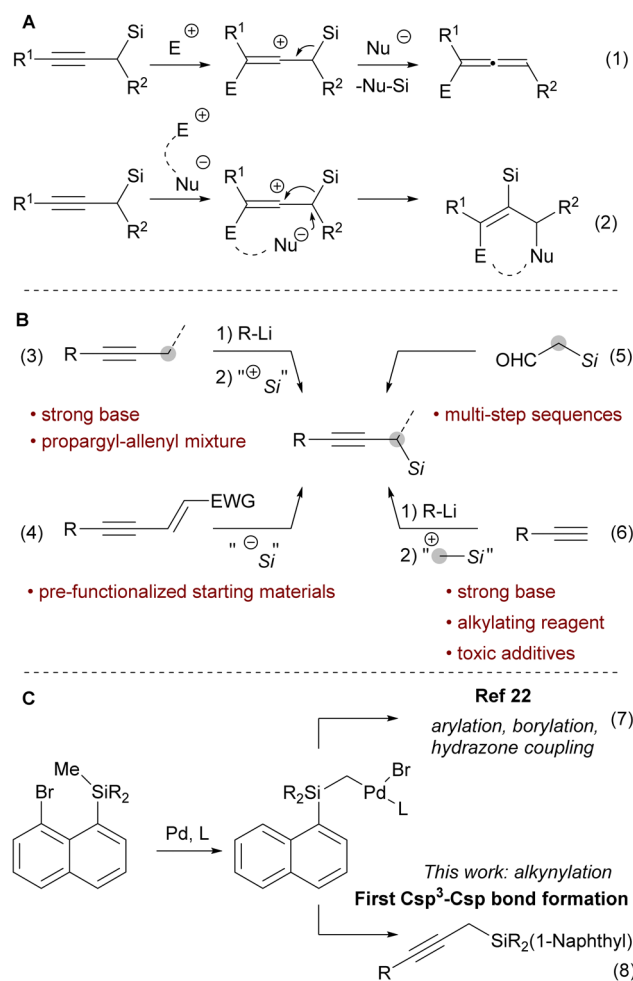 A
Si
R¹
R²
E
⊕
R¹
⊕
Si
E
R²
Nu
⊖
-Nu-Si
R¹
E
R²
(1)
E
⊕
Nu
⊖
Si
R¹
R²
R¹
⊕
Si
E
Nu
⊖
R²
Si
R¹
R²
E
Nu
(2)
B
(3)
R
1) R-Li
2) "⊕Si"
• strong base
• propargyl-allenyl mixture
OHC
Si
(5)
• multi-step sequences
R
Si
(4)
R
EWG
"⊖Si"
• pre-functionalized starting materials
1) R-Li
2) "⊕—Si"
R
(6)
• strong base
• alkylating reagent
• toxic additives
C
Ref 22
arylation, borylation,
hydrazone coupling
(7)
Me
Br
SiR₂
Pd, L
R₂Si
Pd
Br
L
This work: alkynylation
First Csp³-Csp bond formation
R
SiR₂(1-Naphthyl)
(8)